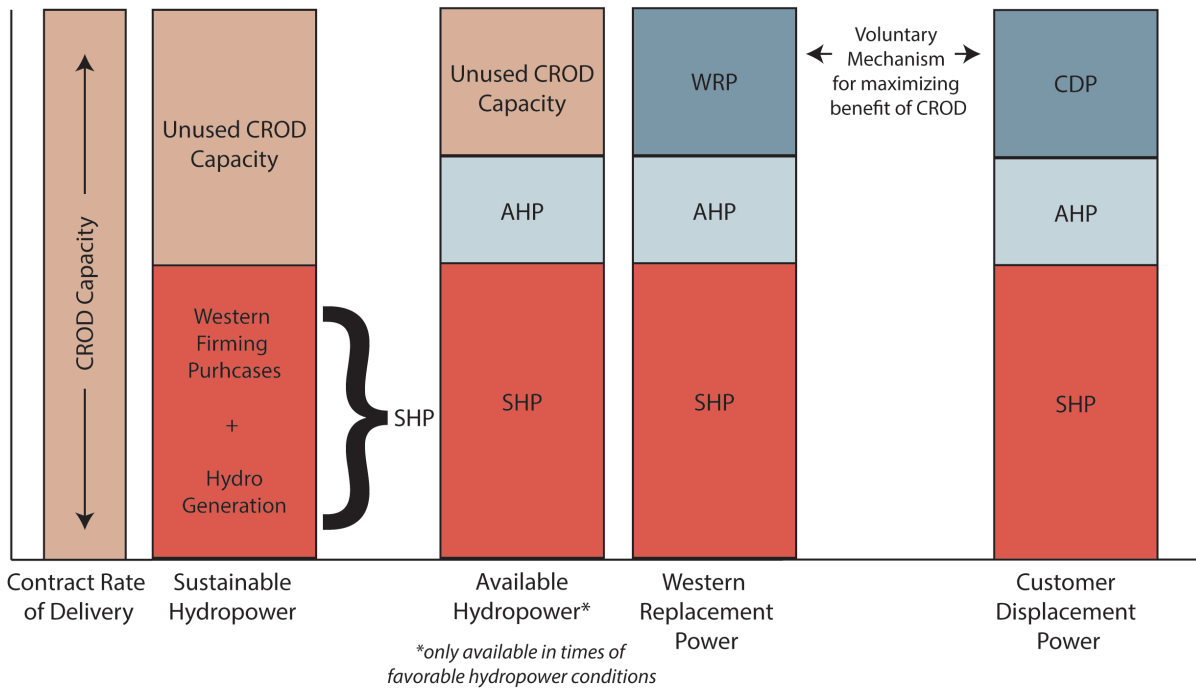 CROD Capacity
Unused CROD
Capacity
Western
Firming
Purhcases
+
Hydro
Generation
SHP
Unused CROD
Capacity
AHP
SHP
WRP
AHP
SHP
Voluntary
Mechanism
for maximizing
benefit of CROD
CDP
AHP
SHP
Contract Rate
of Delivery
Sustainable
Hydropower
Available
Hydropower*
*only available in times of
favorable hydropower conditions
Western
Replacement
Power
Customer
Displacement
Power